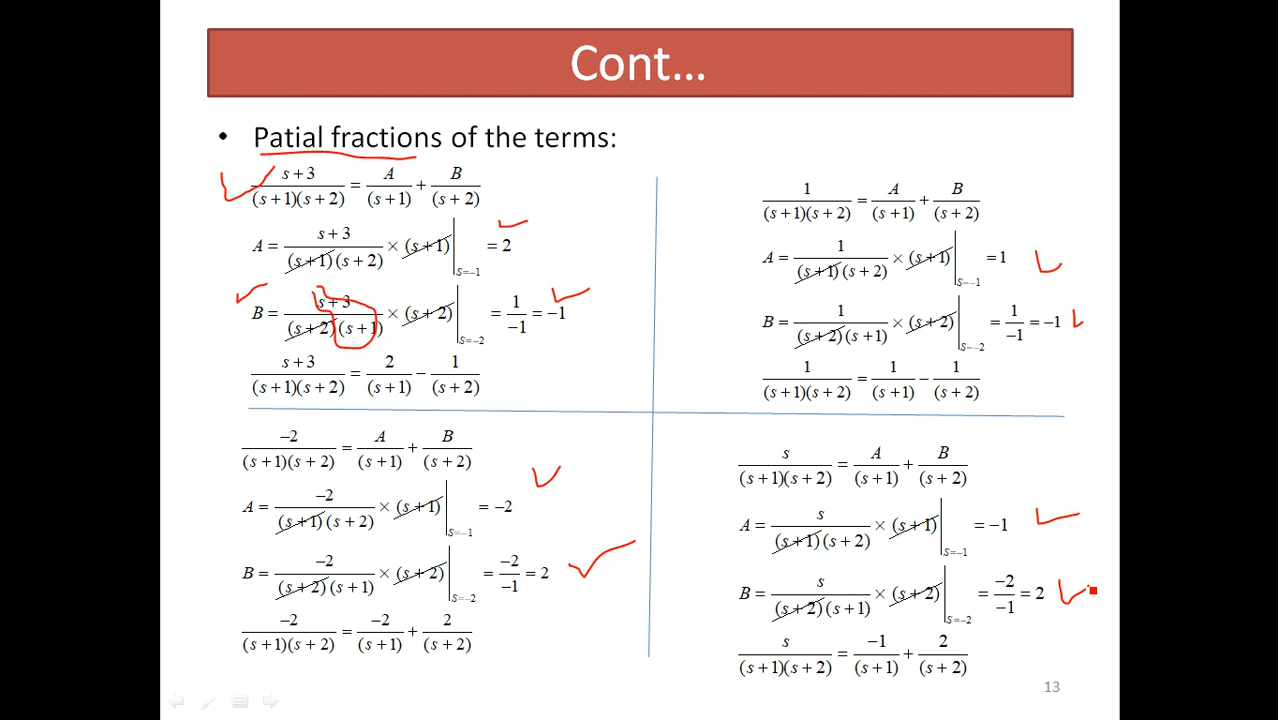 Cont...
• Patial fractions of the terms:
s+3 / (s+1)(s+2) = A / (s+1) + B / (s+2)
A = s+3 / (s+1)(s+2) × (s+1) |s=-1 = 2
B = s+3 / (s+2)(s+1) × (s+2) |s=-2 = 1 / -1 = -1
s+3 / (s+1)(s+2) = 2 / (s+1) - 1 / (s+2)
1 / (s+1)(s+2) = A / (s+1) + B / (s+2)
A = 1 / (s+1)(s+2) × (s+1) |s=-1 = 1
B = 1 / (s+2)(s+1) × (s+2) |s=-2 = 1 / -1 = -1
1 / (s+1)(s+2) = 1 / (s+1) - 1 / (s+2)
-2 / (s+1)(s+2) = A / (s+1) + B / (s+2)
A = -2 / (s+1)(s+2) × (s+1) |s=-1 = -2
B = -2 / (s+2)(s+1) × (s+2) |s=-2 = -2 / -1 = 2
-2 / (s+1)(s+2) = -2 / (s+1) + 2 / (s+2)
s / (s+1)(s+2) = A / (s+1) + B / (s+2)
A = s / (s+1)(s+2) × (s+1) |s=-1 = -1
B = s / (s+2)(s+1) × (s+2) |s=-2 = -2 / -1 = 2
s / (s+1)(s+2) = -1 / (s+1) + 2 / (s+2)
13